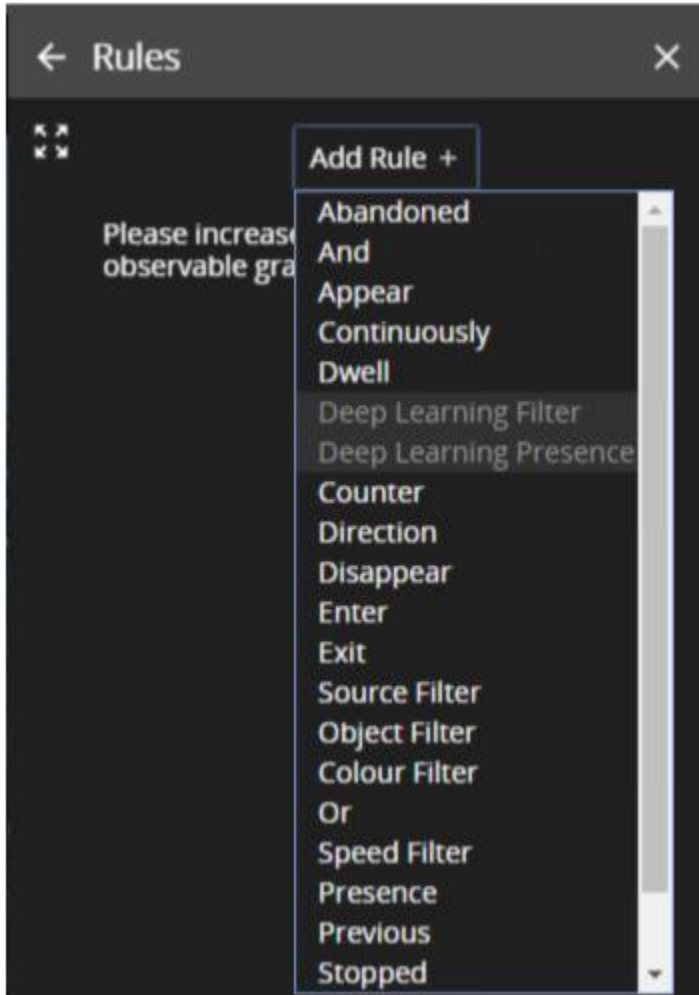 Rules
Add Rule +
Please increase
observable gra
Abandoned
And
Appear
Continuously
Dwell
Deep Learning Filter
Deep Learning Presence
Counter
Direction
Disappear
Enter
Exit
Source Filter
Object Filter
Colour Filter
Or
Speed Filter
Presence
Previous
Stopped